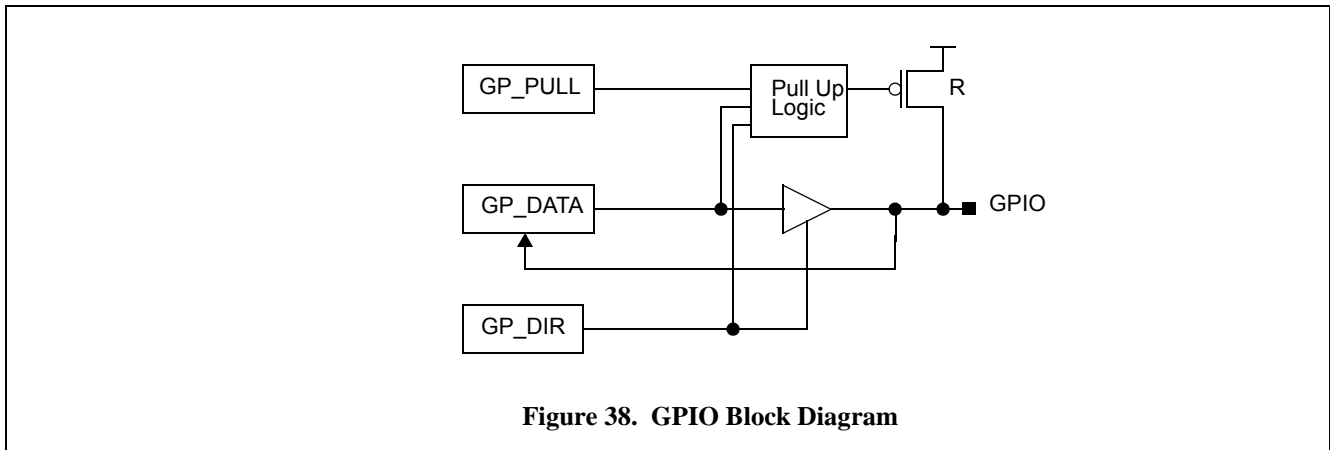 GP_PULL
Pull Up
Logic
R
GP_DATA
GPIO
GP_DIR
Figure 38. GPIO Block Diagram